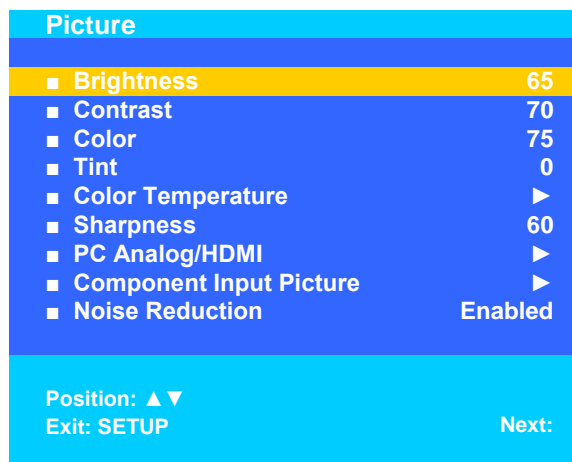 Picture
■ Brightness 65
■ Contrast 70
■ Color 75
■ Tint 0
■ Color Temperature ►
■ Sharpness 60
■ PC Analog/HDMI ►
■ Component Input Picture ►
■ Noise Reduction Enabled
Position: ▲▼
Exit: SETUP Next: